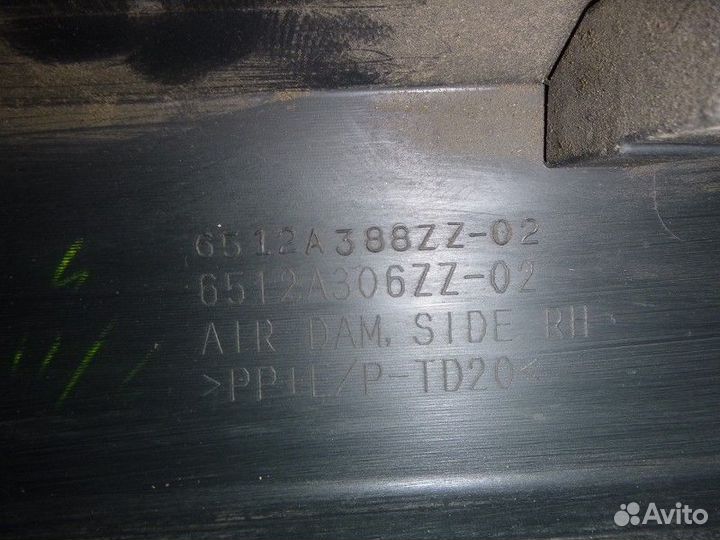 6512A388ZZ-02
6512A306ZZ-02
AIR DAM, SIDE RH
>PP+E/P-TD20<
Avito